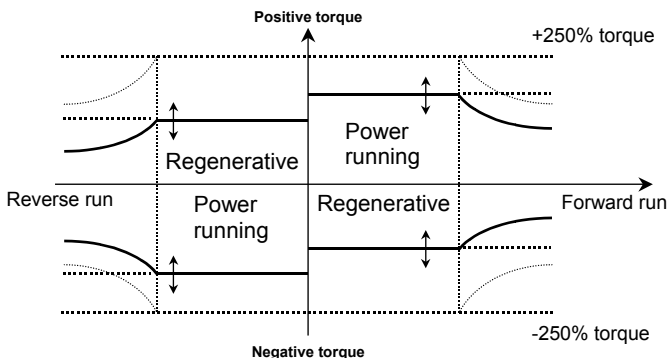 Positive torque
+250% torque
Power
running
Regenerative
Reverse run
Power
running
Regenerative
Forward run
-250% torque
Negative torque